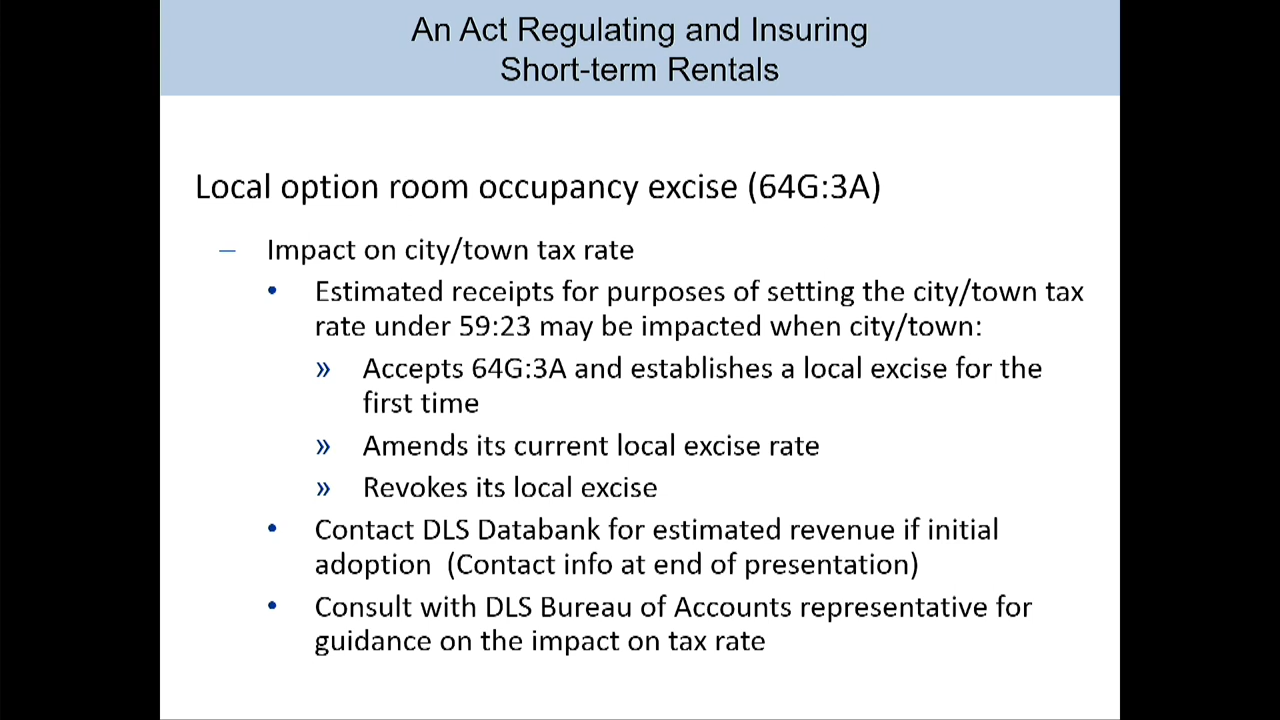 An Act Regulating and Insuring
Short-term Rentals
Local option room occupancy excise (64G:3A)
– Impact on city/town tax rate
• Estimated receipts for purposes of setting the city/town tax
rate under 59:23 may be impacted when city/town:
» Accepts 64G:3A and establishes a local excise for the
first time
» Amends its current local excise rate
» Revokes its local excise
• Contact DLS Databank for estimated revenue if initial
adoption (Contact info at end of presentation)
• Consult with DLS Bureau of Accounts representative for
guidance on the impact on tax rate